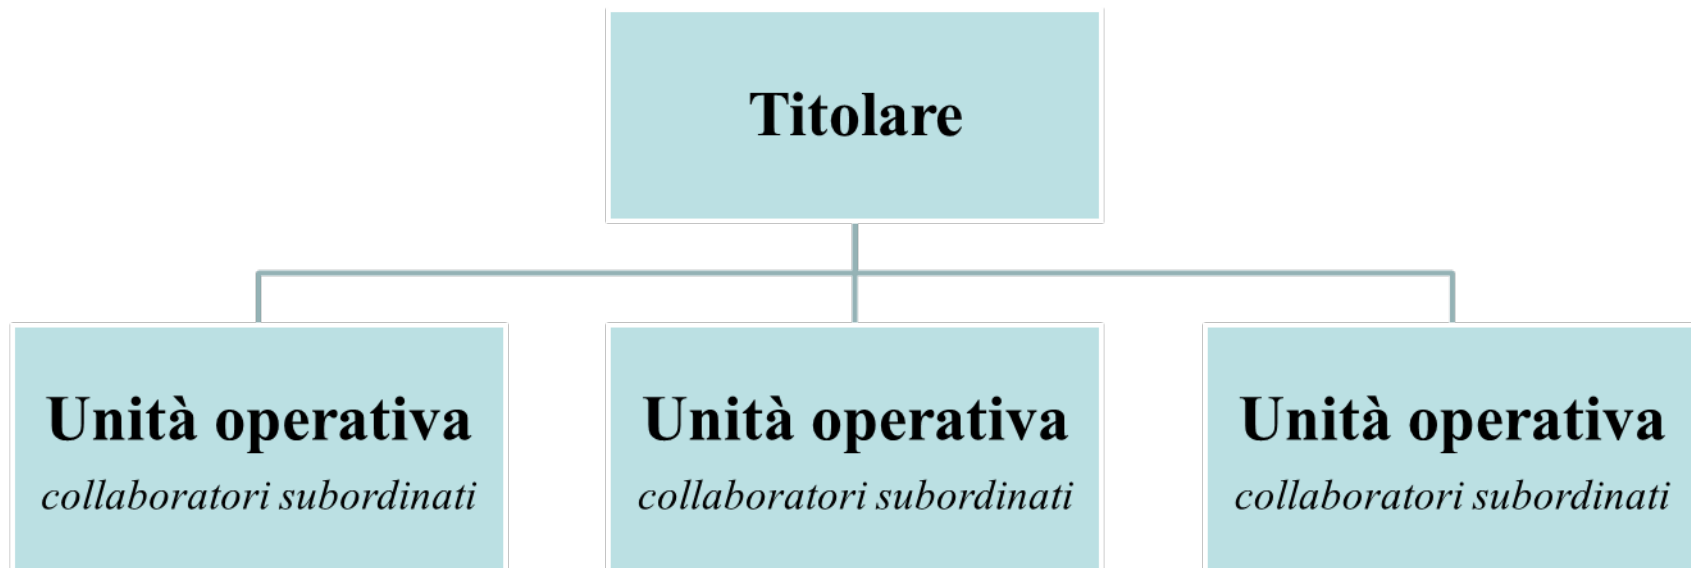 Titolare
Unità operativa
collaboratori subordinati
Unità operativa
collaboratori subordinati
Unità operativa
collaboratori subordinati